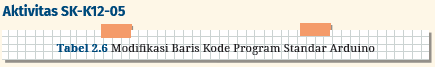 Aktivitas SK-K12-05
Tabel 2.6 Modifikasi Baris Kode Program Standar Arduino